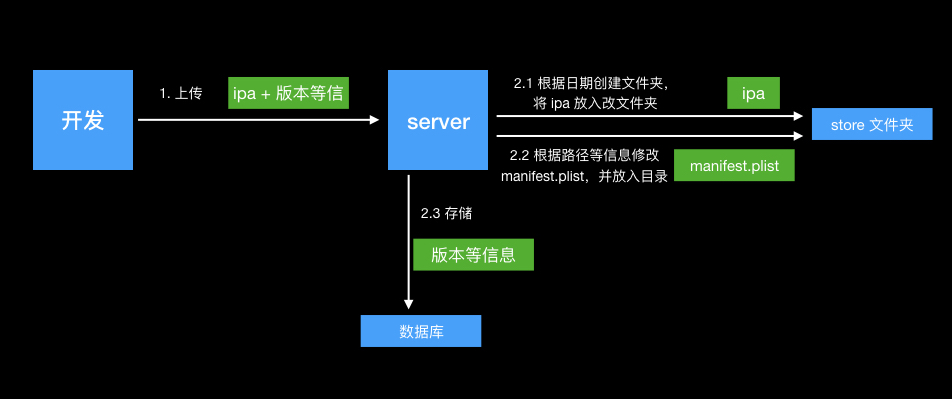 开发
1. 上传
ipa + 版本等信
server
2.1 根据日期创建文件夹，
将 ipa 放入改文件夹
ipa
store 文件夹
2.2 根据路径等信息修改
manifest.plist，并放入目录
manifest.plist
2.3 存储
版本等信息
数据库